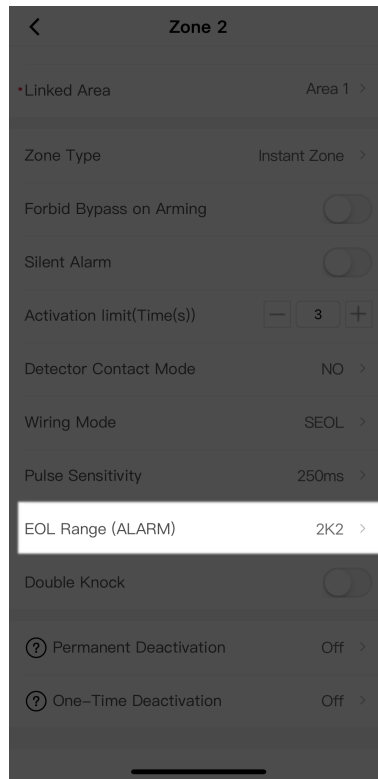 Zone 2
*Linked Area Area 1
Zone Type Instant Zone
Forbid Bypass on Arming
Silent Alarm
Activation limit(Time(s)) 3
Detector Contact Mode NO
Wiring Mode SEOL
Pulse Sensitivity 250ms
EOL Range (ALARM) 2K2
Double Knock
? Permanent Deactivation Off
? One-Time Deactivation Off